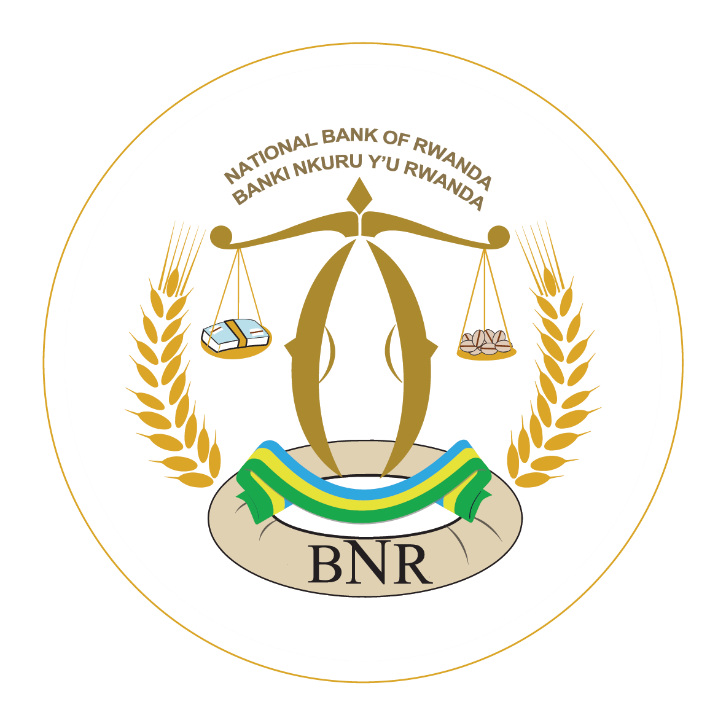 NATIONAL BANK OF RWANDA
BANKI NKURU Y'U RWANDA
BNR